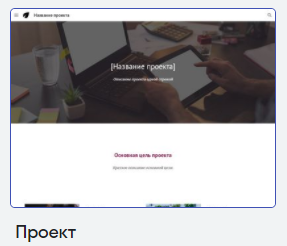 Название проекта
[Название проекта]
Описание проекта одной строкой
Основная цель проекта
Краткое описание основной цели
Проект